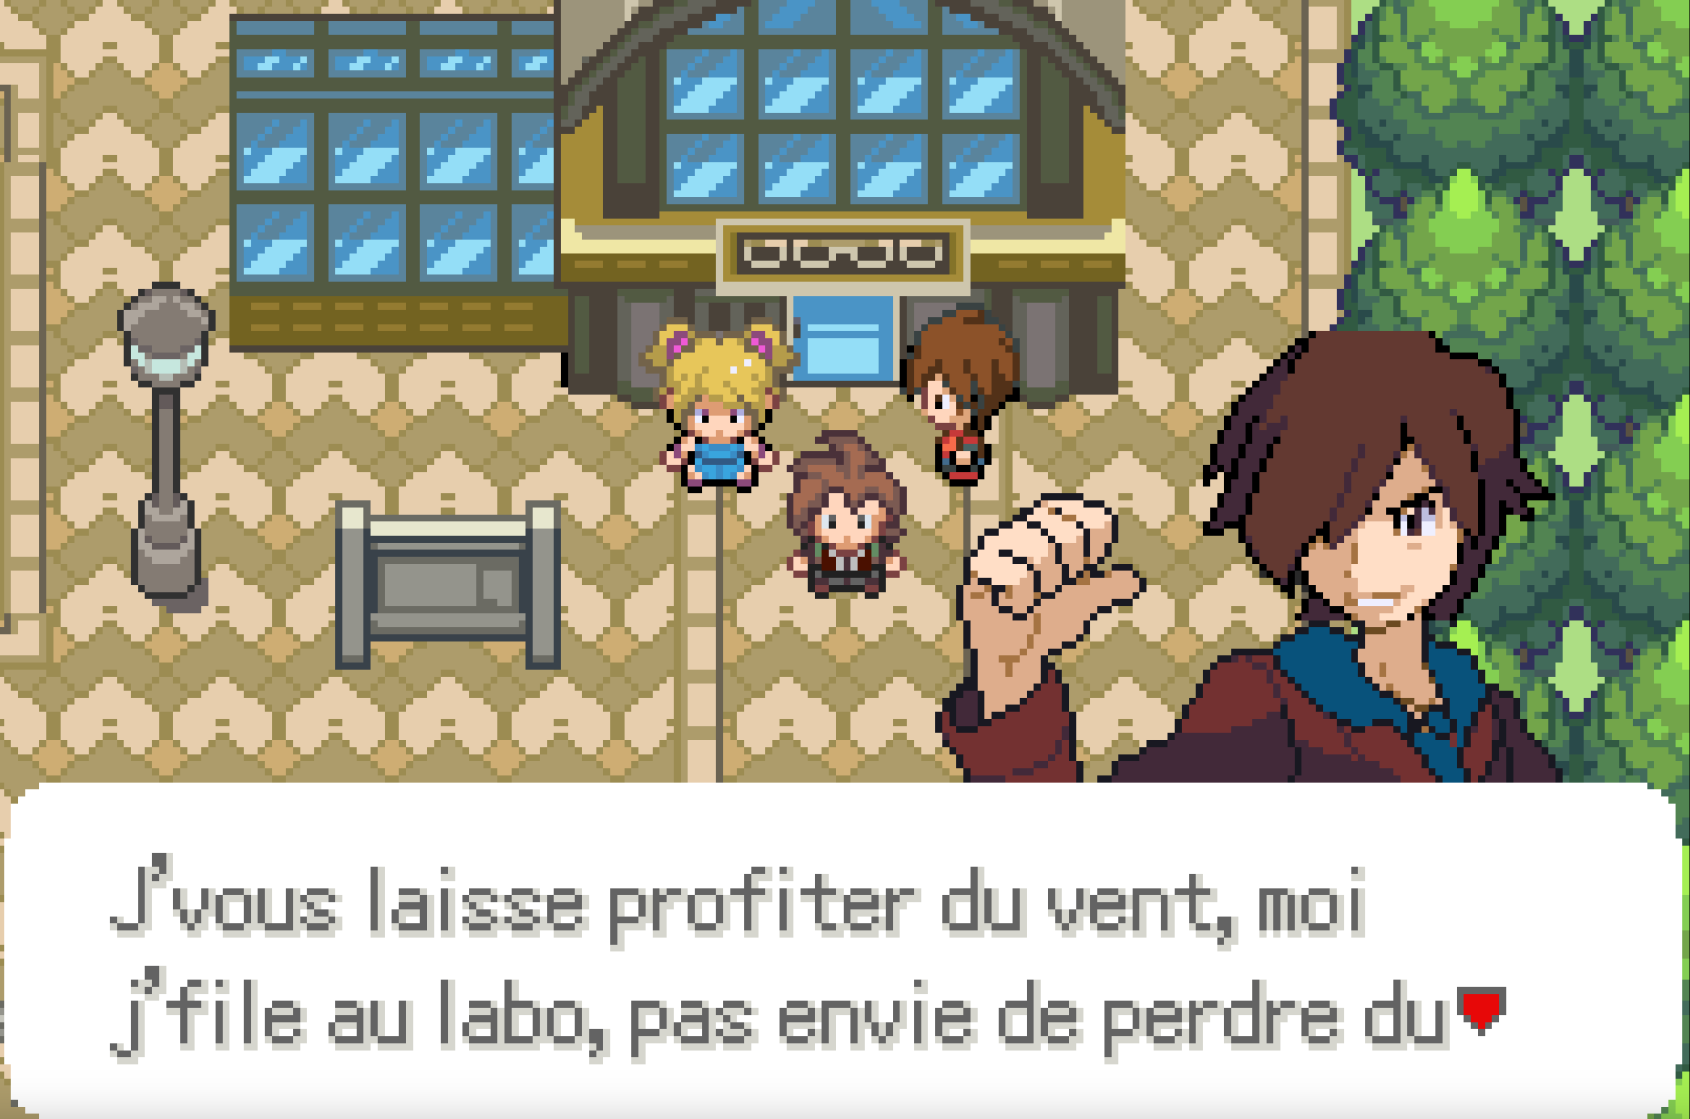 J'vous laisse profiter du vent, moi
j'file au labo, pas envie de perdre du